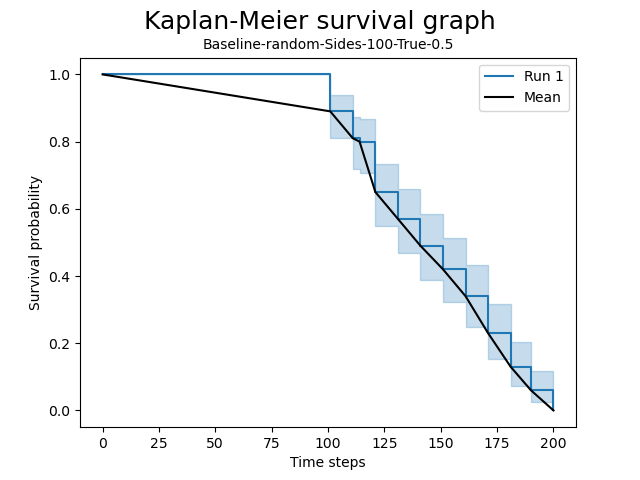 Kaplan-Meier survival graph
Baseline-random-Sides-100-True-0.5
Run 1
Mean
Survival probability
1.0
0.8
0.6
0.4
0.2
0.0
0 25 50 75 100 125 150 175 200
Time steps